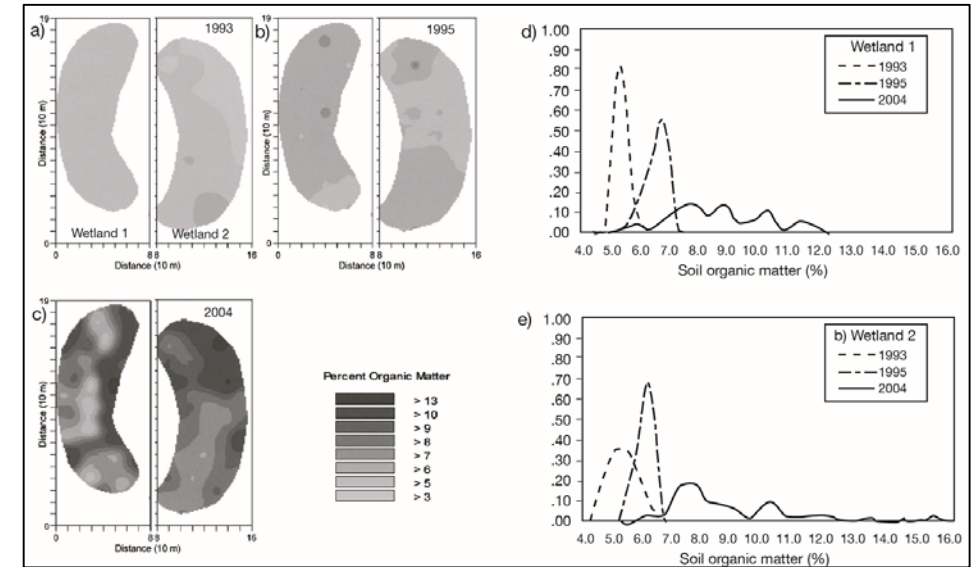 a)
19
1993
Distance (10 m)
Wetland 1
Wetland 2
0
0
8 8
16
Distance (10 m)
b)
19
1995
Distance (10 m)
0
0
8 8
16
Distance (10 m)
c)
19
2004
Distance (10 m)
0
0
8 8
16
Distance (10 m)
Percent Organic Matter
> 13
> 10
> 9
> 8
> 7
> 6
> 5
> 3
d)
1.00
.90
.80
.70
.60
.50
.40
.30
.20
.10
.00
Wetland 1
1993
1995
2004
4.0 5.0 6.0 7.0 8.0 9.0 10.0 11.0 12.0 13.0 14.0 15.0 16.0
Soil organic matter (%)
e)
1.00
.90
.80
.70
.60
.50
.40
.30
.20
.10
.00
b) Wetland 2
1993
1995
2004
4.0 5.0 6.0 7.0 8.0 9.0 10.0 11.0 12.0 13.0 14.0 15.0 16.0
Soil organic matter (%)